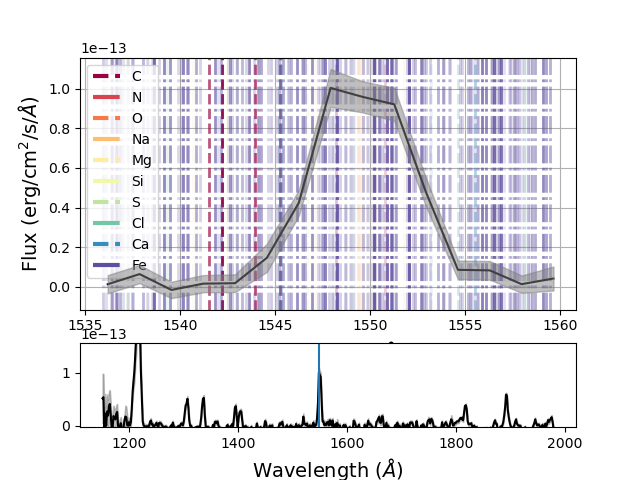 1e−13
Flux (erg/cm²/s/Å)
1.0
0.8
0.6
0.4
0.2
0.0
C
N
O
Na
Mg
Si
S
Cl
Ca
Fe
1535 1540 1545 1550 1555 1560
1e−13
1
0
1200 1400 1600 1800 2000
Wavelength (Å)